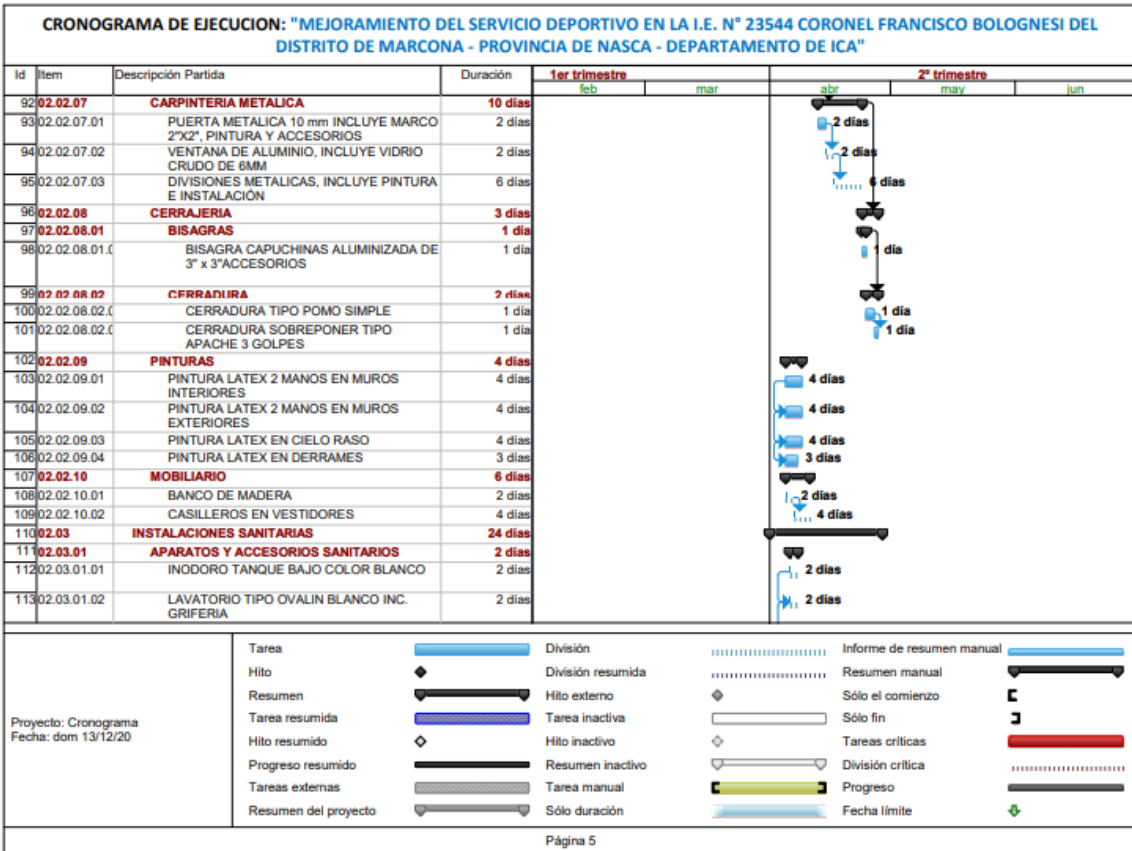 CRONOGRAMA DE EJECUCION: "MEJORAMIENTO DEL SERVICIO DEPORTIVO EN LA I.E. N° 23544 CORONEL FRANCISCO BOLOGNESI DEL
DISTRITO DE MARCONA - PROVINCIA DE NASCA - DEPARTAMENTO DE ICA"
Id Item Descripción Partida Duración 1er trimestre 2º trimestre
feb mar abr may jun
92 02.02.07 CARPINTERIA METALICA 10 días
93 02.02.07.01 PUERTA METALICA 10 mm INCLUYE MARCO 2 días 2 días
2"X2", PINTURA Y ACCESORIOS
94 02.02.07.02 VENTANA DE ALUMINIO, INCLUYE VIDRIO 2 días 2 días
CRUDO DE 6MM
95 02.02.07.03 DIVISIONES METALICAS, INCLUYE PINTURA 6 días 6 días
E INSTALACIÓN
96 02.02.08 CERRAJERIA 3 días
97 02.02.08.01 BISAGRAS 1 día
98 02.02.08.01.0 BISAGRA CAPUCHINAS ALUMINIZADA DE 1 día 1 día
3" x 3"ACCESORIOS
99 02.02.08.02 CERRADURA 2 días
100 02.02.08.02.0 CERRADURA TIPO POMO SIMPLE 1 día 1 día
101 02.02.08.02.0 CERRADURA SOBREPONER TIPO 1 día 1 día
APACHE 3 GOLPES
102 02.02.09 PINTURAS 4 días
103 02.02.09.01 PINTURA LATEX 2 MANOS EN MUROS 4 días 4 días
INTERIORES
104 02.02.09.02 PINTURA LATEX 2 MANOS EN MUROS 4 días 4 días
EXTERIORES
105 02.02.09.03 PINTURA LATEX EN CIELO RASO 4 días 4 días
106 02.02.09.04 PINTURA LATEX EN DERRAMES 3 días 3 días
107 02.02.10 MOBILIARIO 6 días
108 02.02.10.01 BANCO DE MADERA 2 días 2 días
109 02.02.10.02 CASILLEROS EN VESTIDORES 4 días 4 días
110 02.03 INSTALACIONES SANITARIAS 24 días
111 02.03.01 APARATOS Y ACCESORIOS SANITARIOS 2 días
112 02.03.01.01 INODORO TANQUE BAJO COLOR BLANCO 2 días 2 días
113 02.03.01.02 LAVATORIO TIPO OVALIN BLANCO INC. 2 días 2 días
GRIFERIA
Proyecto: Cronograma
Fecha: dom 13/12/20
Tarea División Informe de resumen manual
Hito División resumida Resumen manual
Resumen Hito externo Sólo el comienzo
Tarea resumida Tarea inactiva Sólo fin
Hito resumido Hito inactivo Tareas críticas
Progreso resumido Resumen inactivo División crítica
Tareas externas Tarea manual Progreso
Resumen del proyecto Sólo duración Fecha límite
Página 5